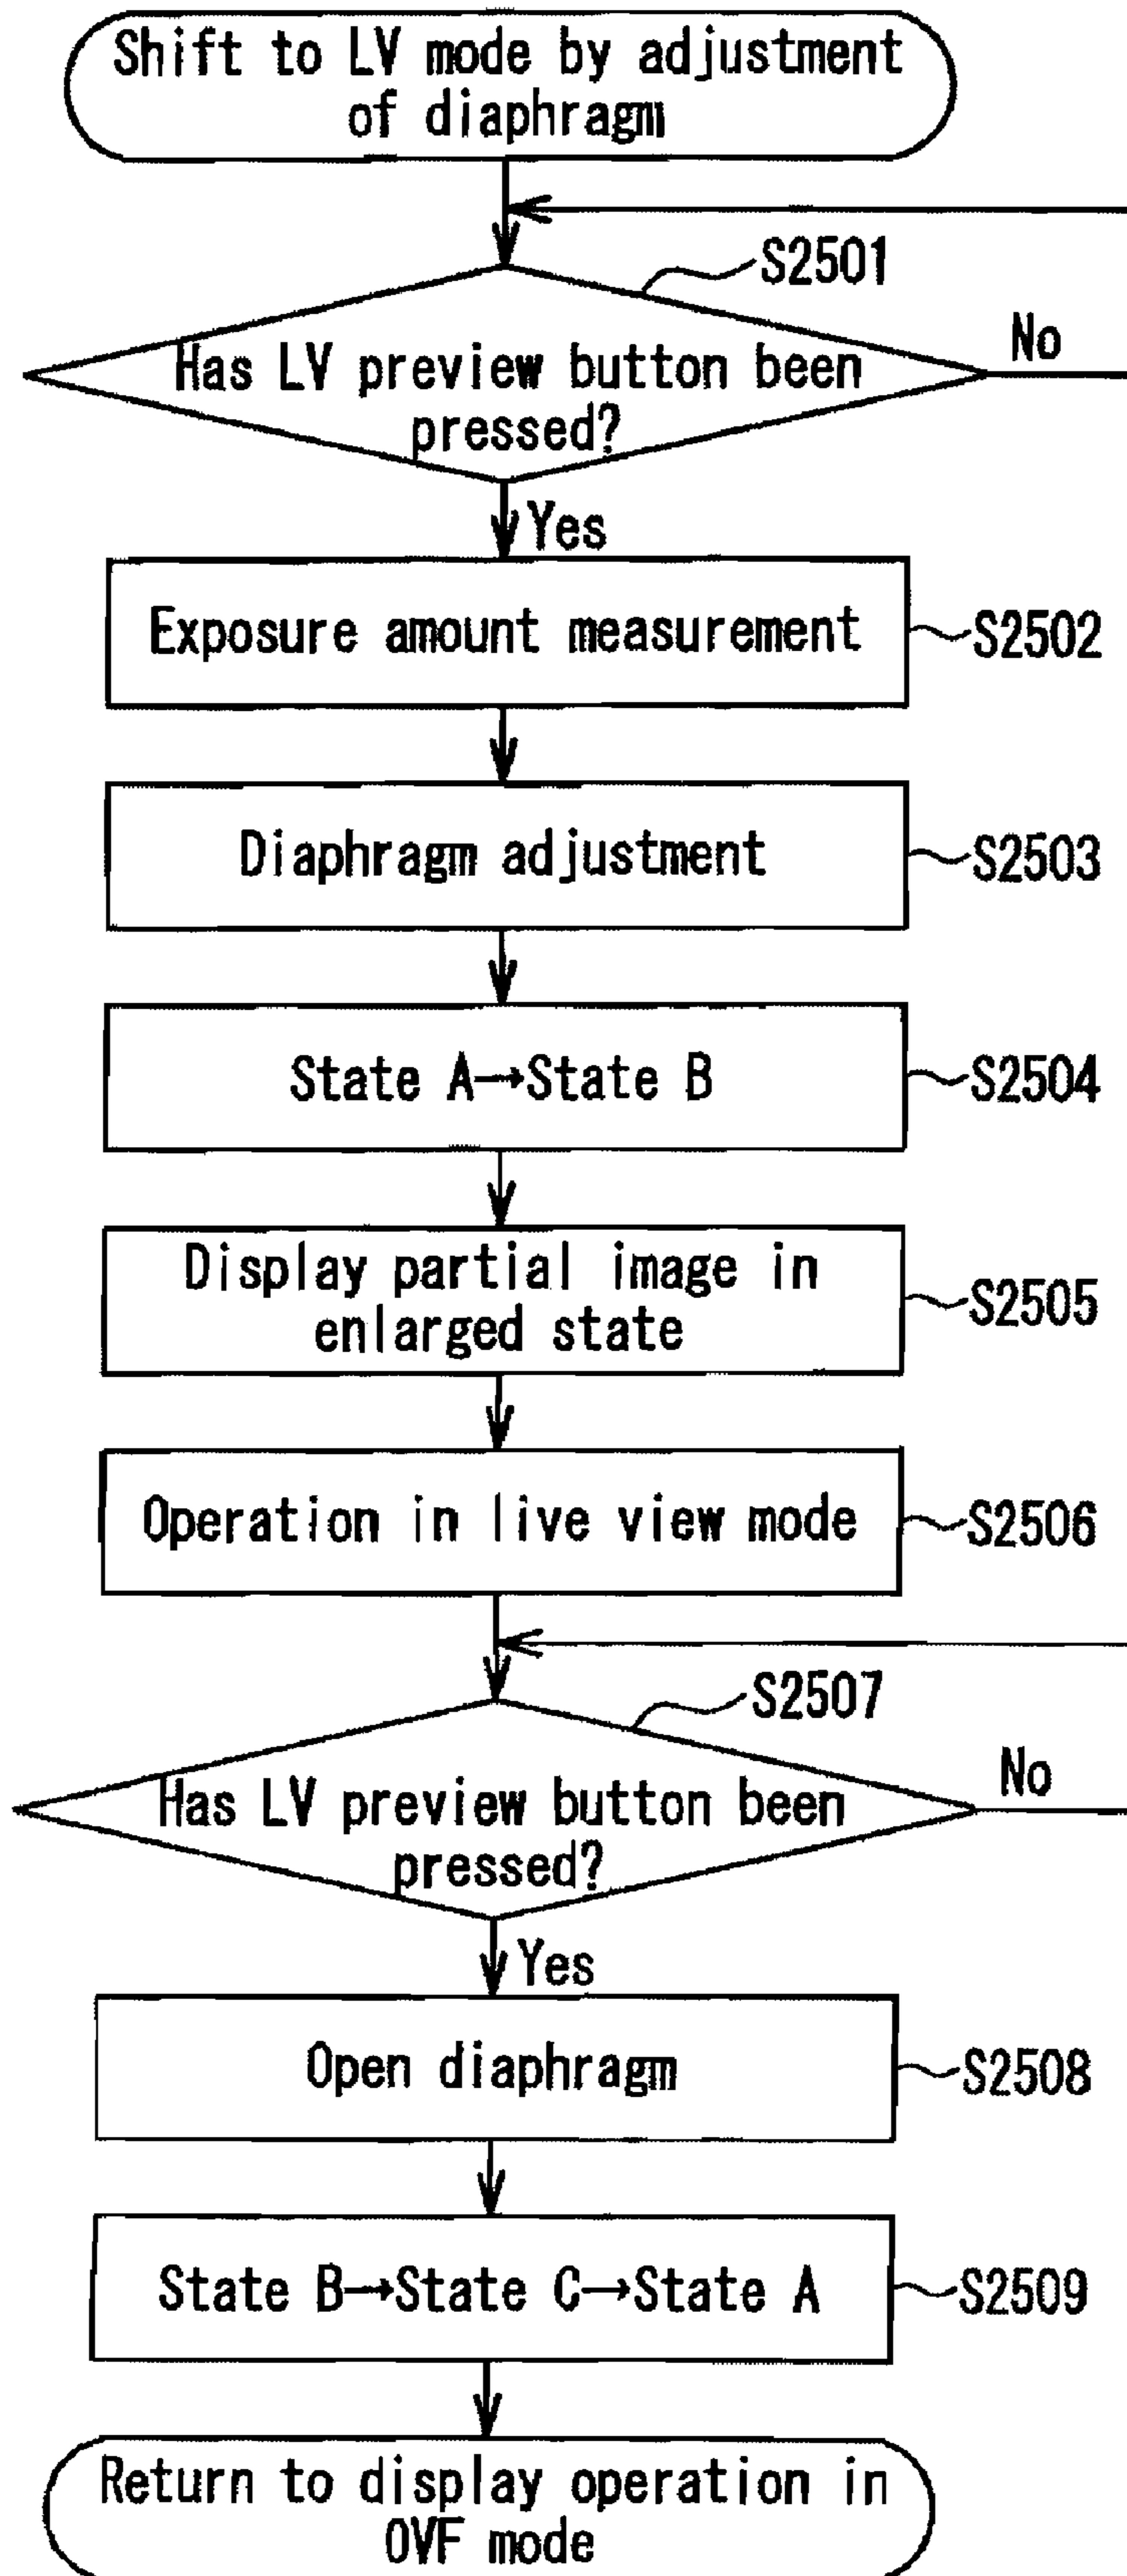 Shift to LV mode by adjustment
of diaphragm
S2501
No
Has LV preview button been
pressed?
Yes
Exposure amount measurement
S2502
Diaphragm adjustment
S2503
State A→State B
S2504
Display partial image in
enlarged state
S2505
Operation in live view mode
S2506
S2507
No
Has LV preview button been
pressed?
Yes
Open diaphragm
S2508
State B→State C→State A
S2509
Return to display operation in
OVF mode